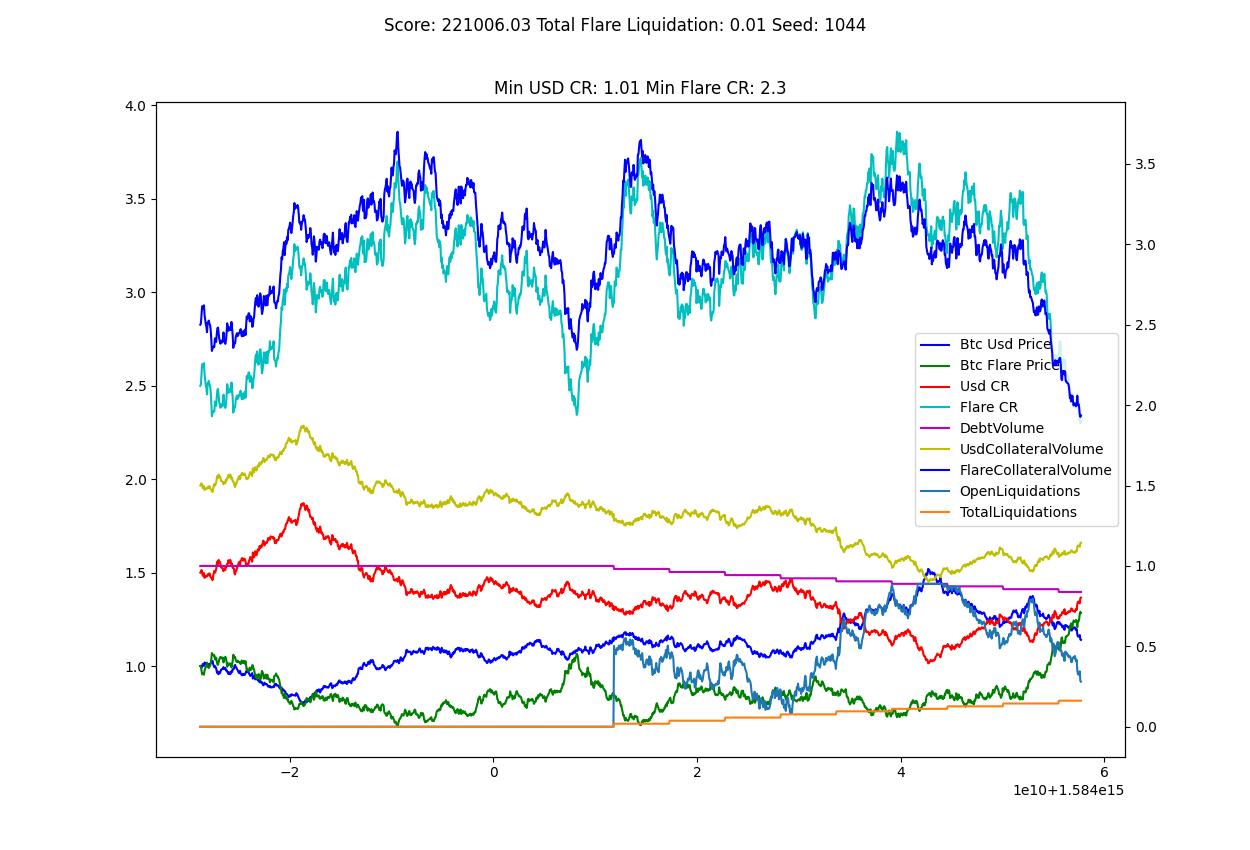 Score: 221006.03 Total Flare Liquidation: 0.01 Seed: 1044
Min USD CR: 1.01 Min Flare CR: 2.3
4.0
3.5
3.0
2.5
2.0
1.5
1.0
3.5
3.0
2.5
2.0
1.5
1.0
0.5
0.0
Btc Usd Price
Btc Flare Price
Usd CR
Flare CR
DebtVolume
UsdCollateralVolume
FlareCollateralVolume
OpenLiquidations
TotalLiquidations
−2 0 2 4 6
1e10+1.584e15